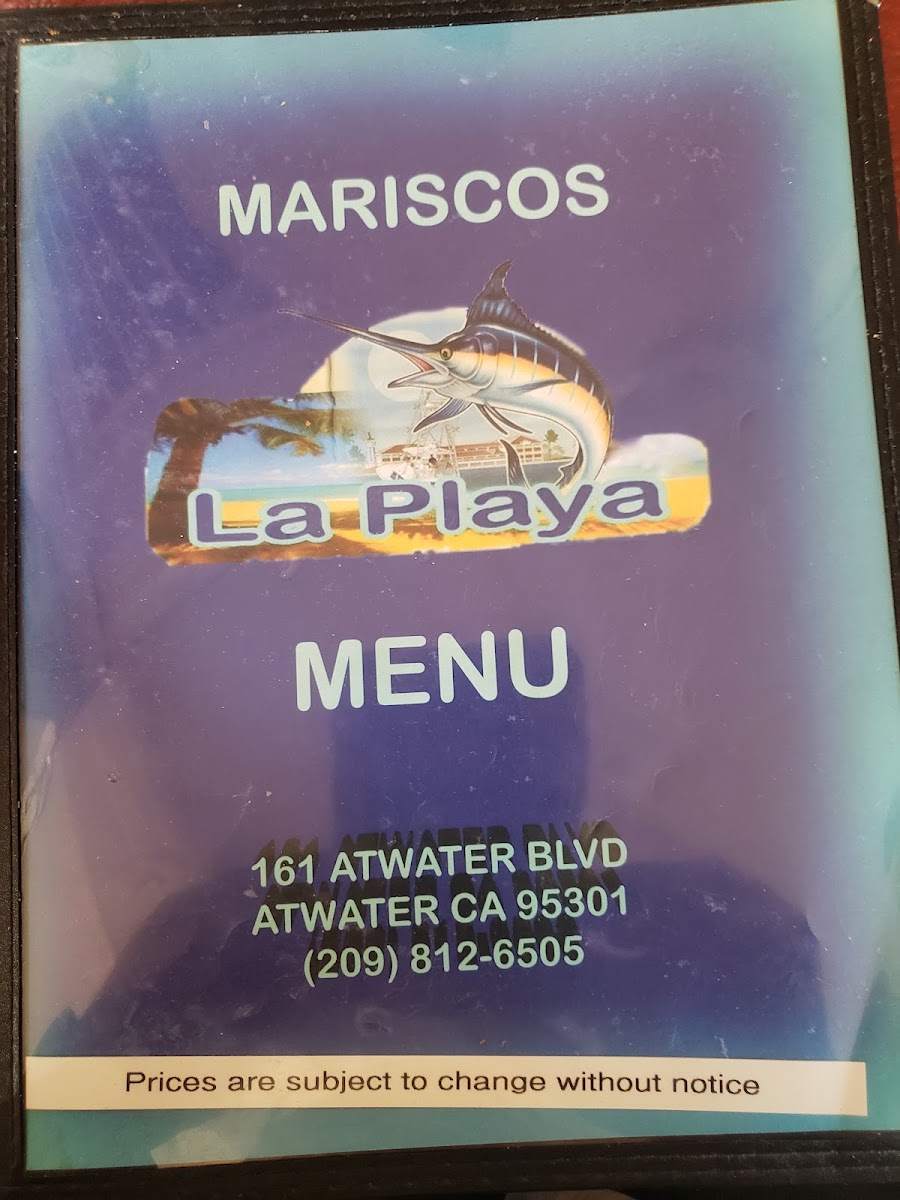 MARISCOS
La Playa
MENU
161 ATWATER BLVD
ATWATER CA 95301
(209) 812-6505
Prices are subject to change without notice